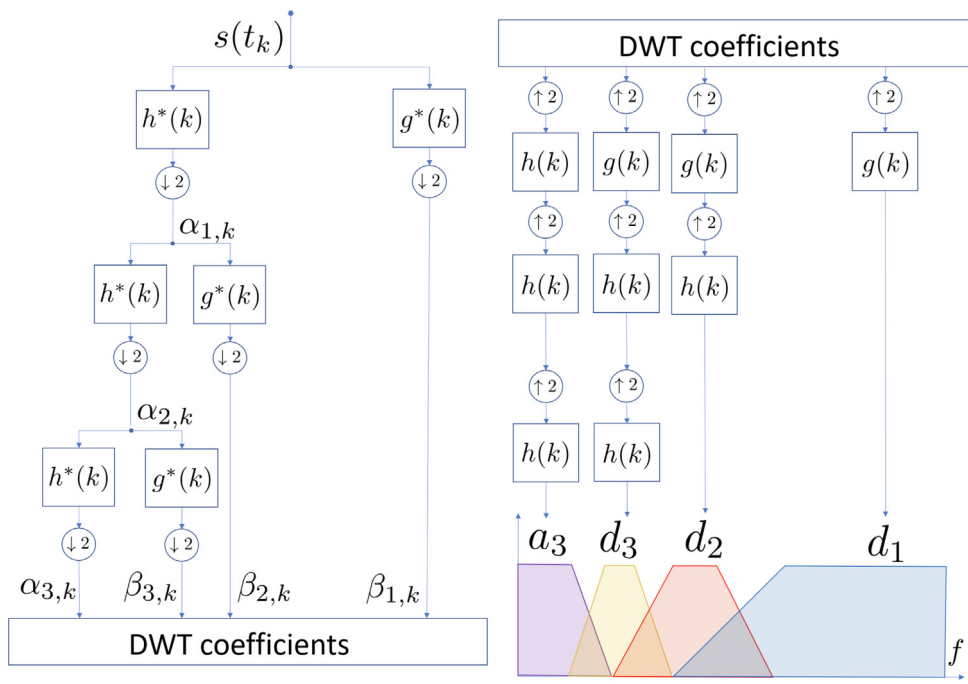 s(t_k)
h*(k)
g*(k)
↓ 2
↓ 2
α_{1,k}
h*(k)
g*(k)
↓ 2
↓ 2
α_{2,k}
h*(k)
g*(k)
↓ 2
↓ 2
α_{3,k}
β_{3,k}
β_{2,k}
β_{1,k}
DWT coefficients
DWT coefficients
↑ 2
↑ 2
↑ 2
↑ 2
h(k)
g(k)
g(k)
g(k)
↑ 2
↑ 2
↑ 2
h(k)
h(k)
h(k)
↑ 2
↑ 2
h(k)
h(k)
a_3
d_3
d_2
d_1
f